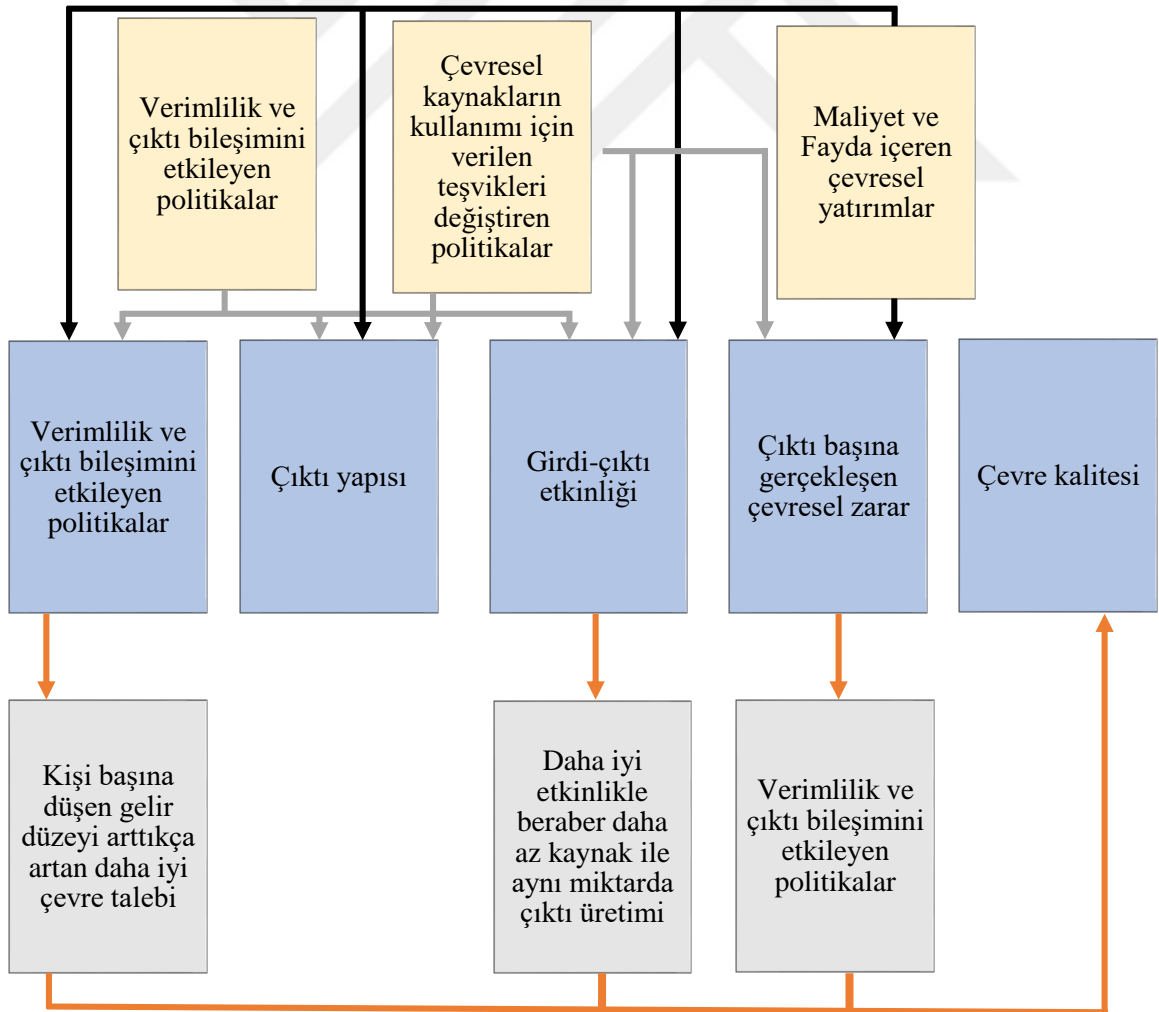 Verimlilik ve
çıktı bileşimini
etkileyen
politikalar
Çevresel
kaynakların
kullanımı için
verilen
teşvikleri
değiştiren
politikalar
Maliyet ve
Fayda içeren
çevresel
yatırımlar
Verimlilik ve
çıktı bileşimini
etkileyen
politikalar
Çıktı yapısı
Girdi-çıktı
etkinliği
Çıktı başına
gerçekleşen
çevresel zarar
Çevre kalitesi
Kişi başına
düşen gelir
düzeyi arttıkça
artan daha iyi
çevre talebi
Daha iyi
etkinlikle
beraber daha
az kaynak ile
aynı miktarda
çıktı üretimi
Verimlilik ve
çıktı bileşimini
etkileyen
politikalar